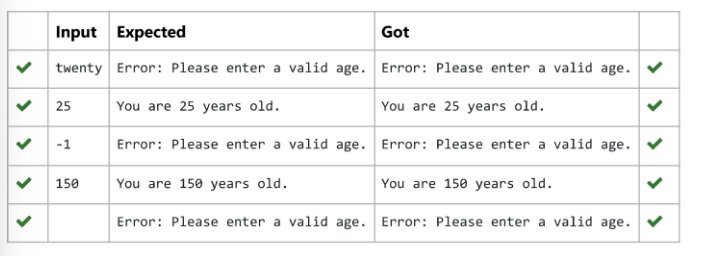 Input Expected Got
twenty Error: Please enter a valid age. Error: Please enter a valid age.
25 You are 25 years old. You are 25 years old.
-1 Error: Please enter a valid age. Error: Please enter a valid age.
150 You are 150 years old. You are 150 years old.
Error: Please enter a valid age. Error: Please enter a valid age.